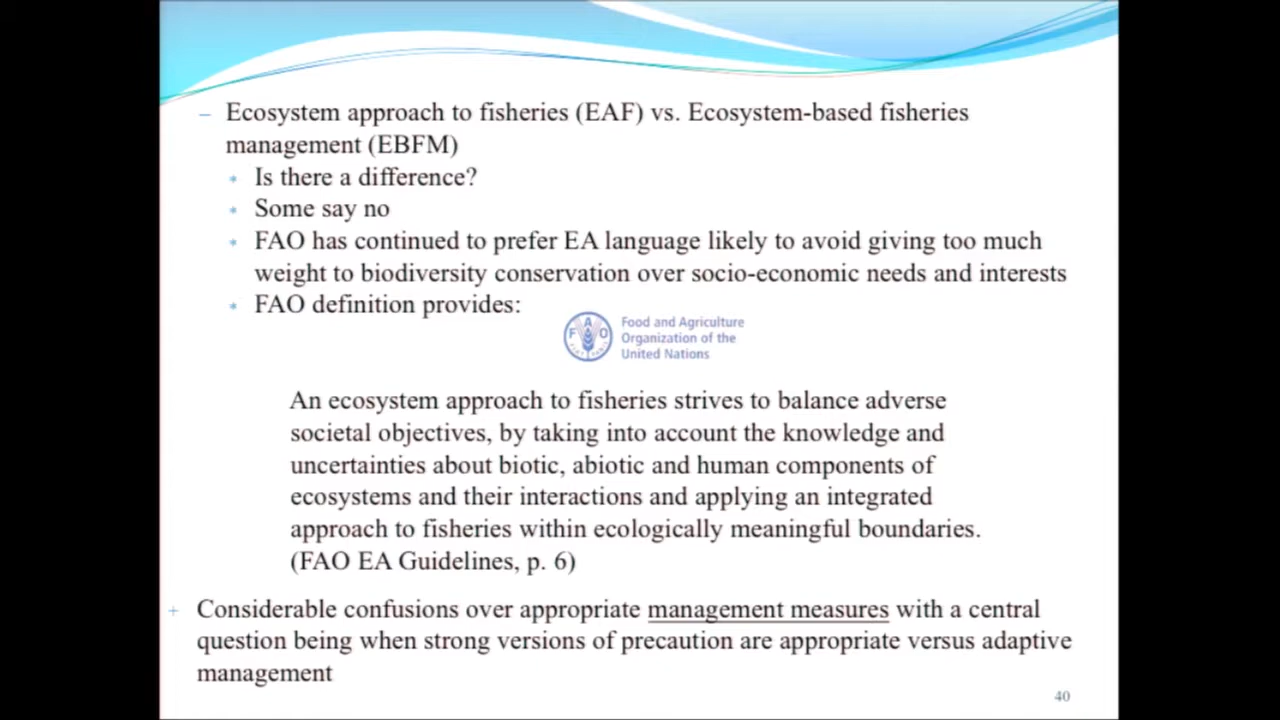 – Ecosystem approach to fisheries (EAF) vs. Ecosystem-based fisheries
management (EBFM)
* Is there a difference?
* Some say no
* FAO has continued to prefer EA language likely to avoid giving too much
weight to biodiversity conservation over socio-economic needs and interests
* FAO definition provides:
F A O
Food and Agriculture
Organization of the
United Nations
An ecosystem approach to fisheries strives to balance adverse
societal objectives, by taking into account the knowledge and
uncertainties about biotic, abiotic and human components of
ecosystems and their interactions and applying an integrated
approach to fisheries within ecologically meaningful boundaries.
(FAO EA Guidelines, p. 6)
+ Considerable confusions over appropriate management measures with a central
question being when strong versions of precaution are appropriate versus adaptive
management
40